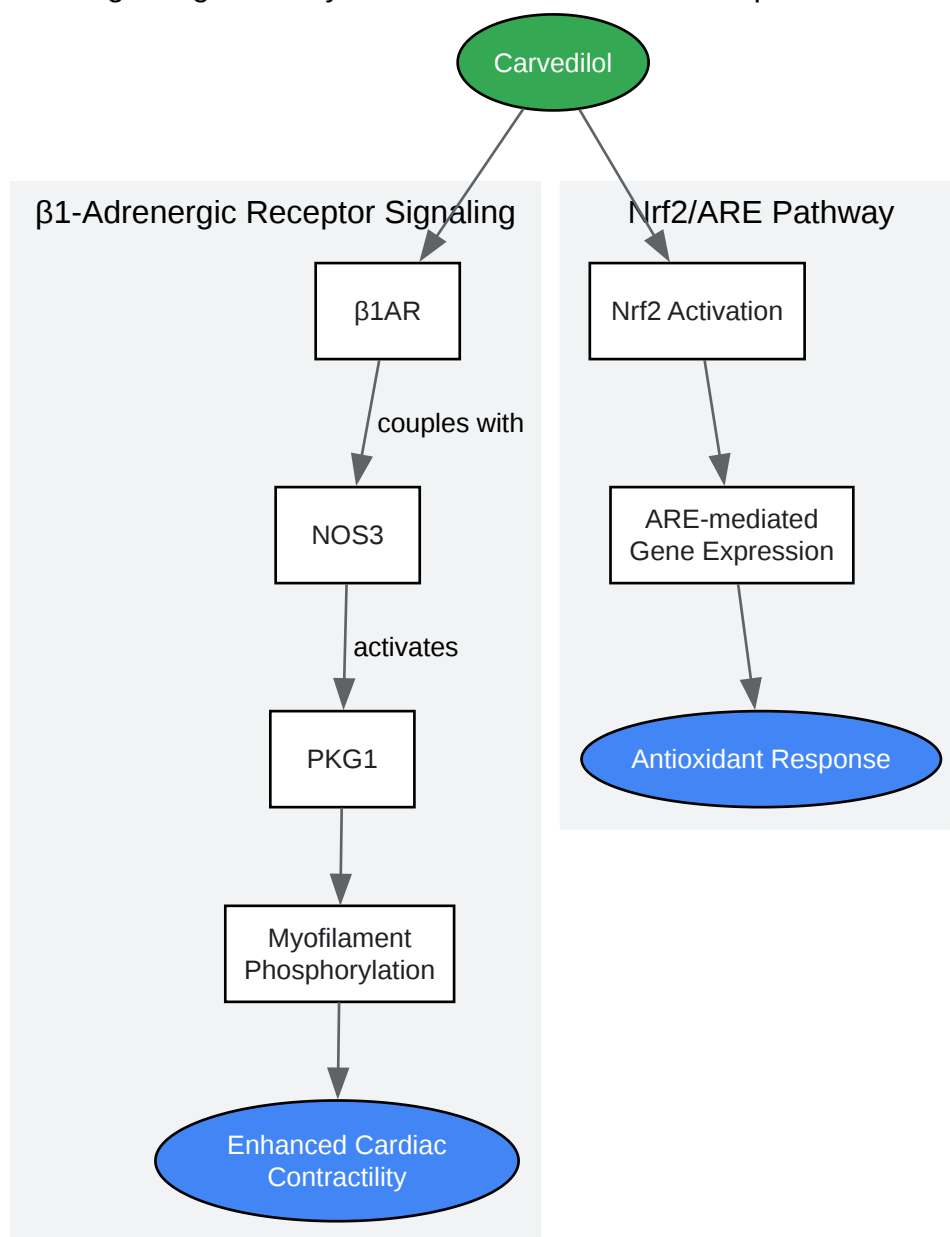 Carvedilol
β1-Adrenergic Receptor Signaling
β1AR
couples with
NOS3
activates
PKG1
Myofilament
Phosphorylation
Enhanced Cardiac
Contractility
Nrf2/ARE Pathway
Nrf2 Activation
ARE-mediated
Gene Expression
Antioxidant Response